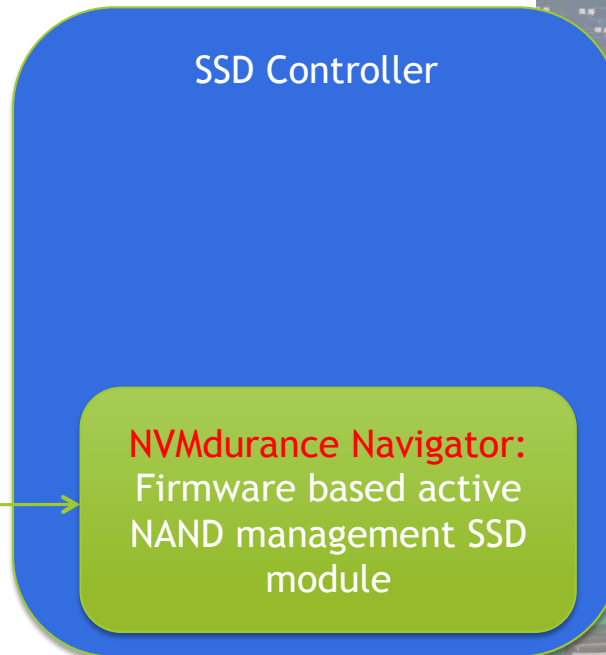 SSD Controller
NVMdurance Navigator:
Firmware based active
NAND management SSD
module